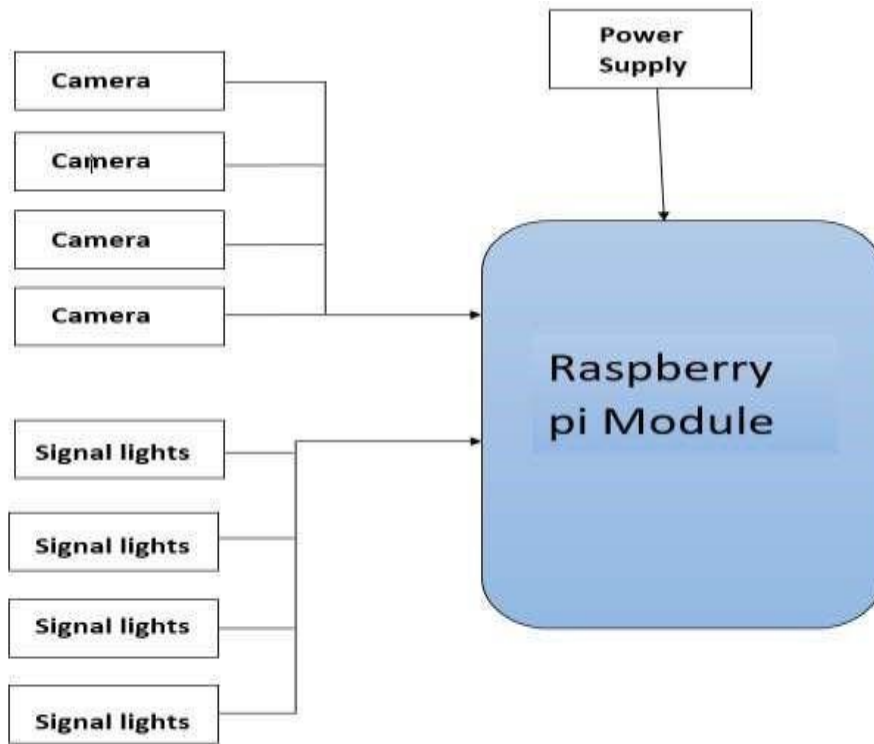 Camera
Camera
Camera
Camera
Signal lights
Signal lights
Signal lights
Signal lights
Power
Supply
Raspberry
pi Module